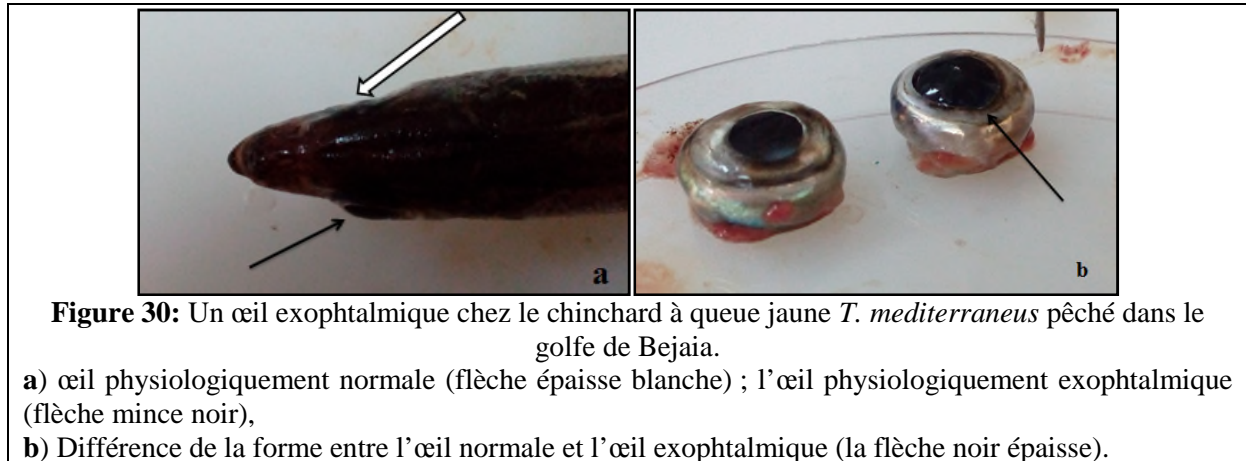 a
b
Figure 30: Un œil exophtalmique chez le chinchard à queue jaune T. mediterraneus pêché dans le
golfe de Bejaia.
a) œil physiologiquement normale (flèche épaisse blanche) ; l’œil physiologiquement exophtalmique
(flèche mince noir),
b) Différence de la forme entre l’œil normale et l’œil exophtalmique (la flèche noir épaisse).